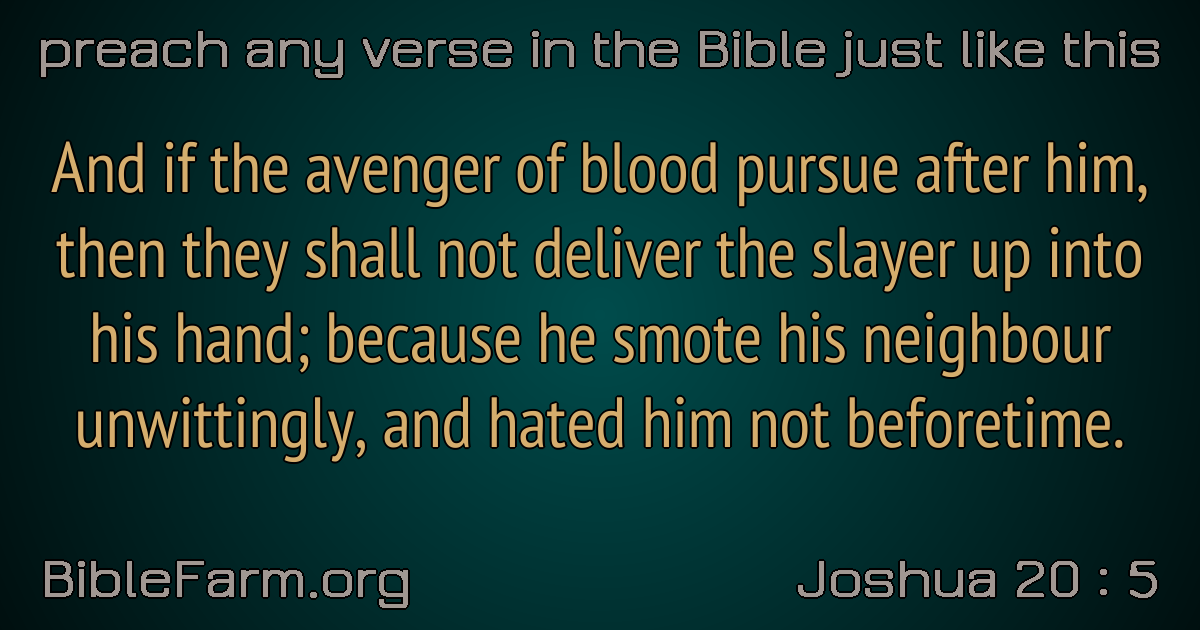 preach any verse in the Bible just like this
And if the avenger of blood pursue after him,
then they shall not deliver the slayer up into
his hand; because he smote his neighbour
unwittingly, and hated him not beforetime.
BibleFarm.org
Joshua 20 : 5